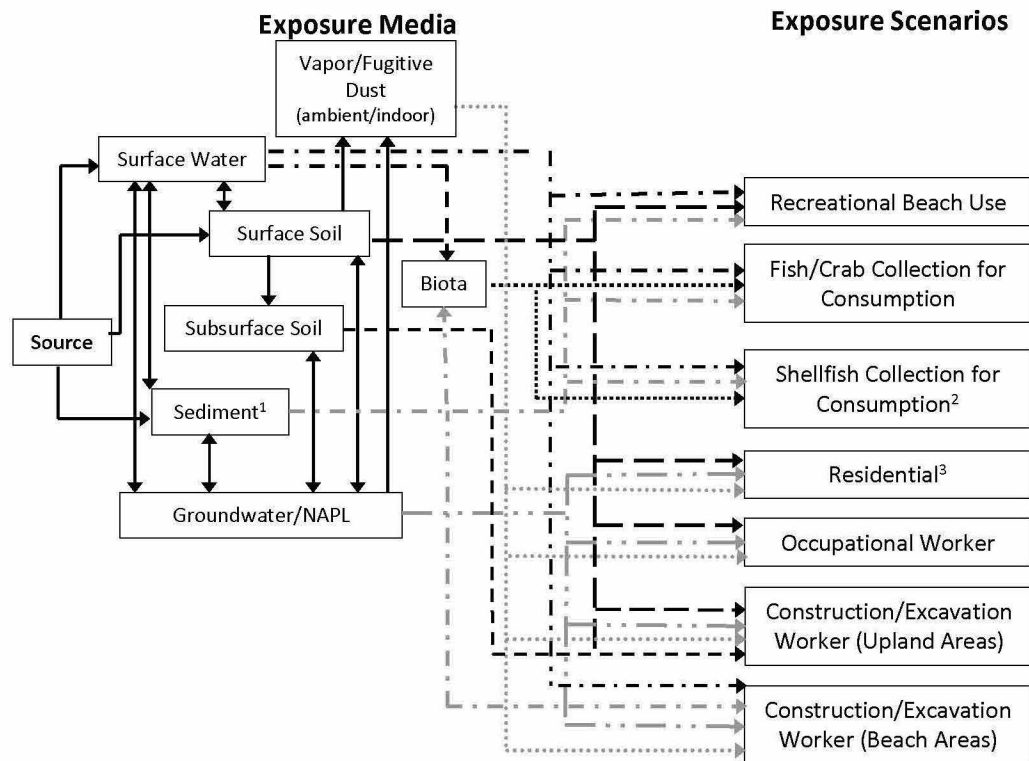 Exposure Media
Exposure Scenarios
Vapor/Fugitive
Dust
(ambient/indoor)
Surface Water
Surface Soil
Biota
Subsurface Soil
Source
Sediment¹
Groundwater/NAPL
Recreational Beach Use
Fish/Crab Collection for
Consumption
Shellfish Collection for
Consumption²
Residential³
Occupational Worker
Construction/Excavation
Worker (Upland Areas)
Construction/Excavation
Worker (Beach Areas)